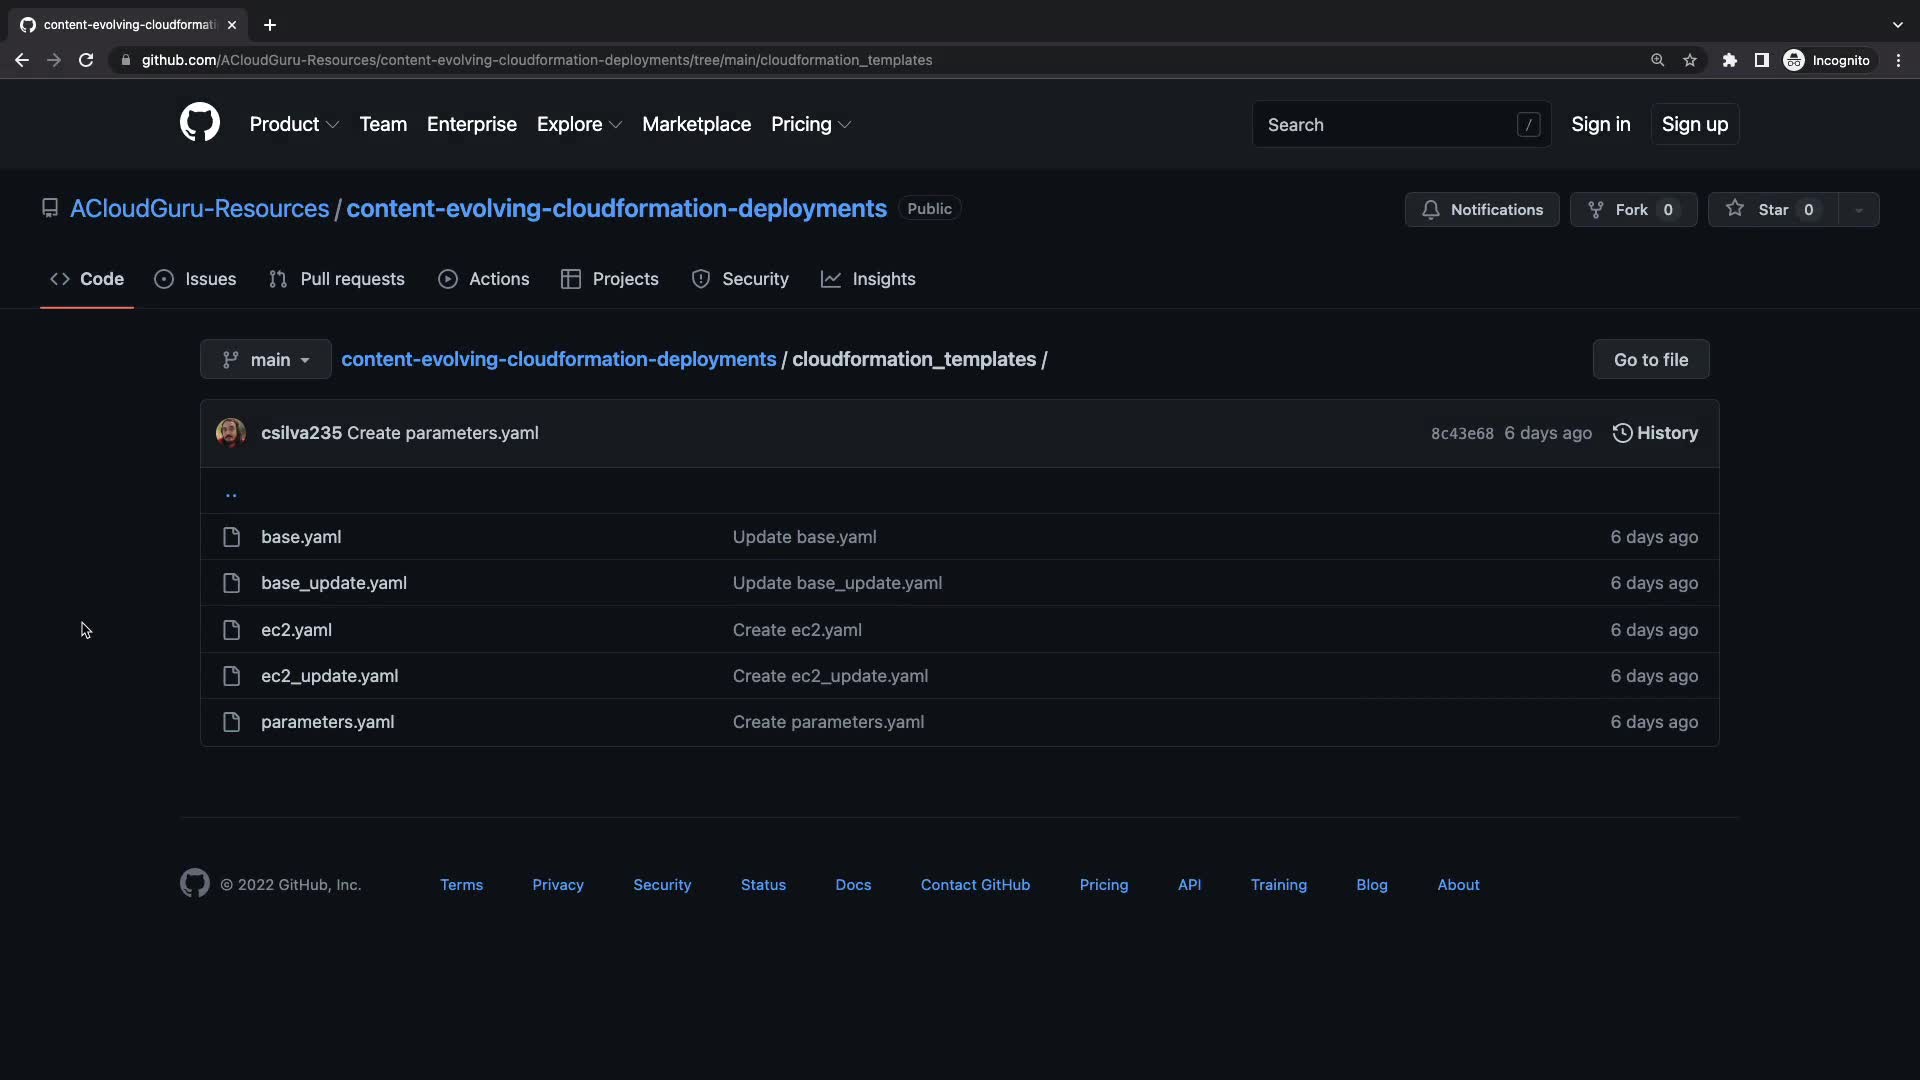 content-evolving-cloudformati
github.com/ACloudGuru-Resources/content-evolving-cloudformation-deployments/tree/main/cloudformation_templates
Incognito
Product Team Enterprise Explore Marketplace Pricing
Search /
Sign in Sign up
ACloudGuru-Resources / content-evolving-cloudformation-deployments Public
Notifications Fork 0 Star 0
Code Issues Pull requests Actions Projects Security Insights
main content-evolving-cloudformation-deployments / cloudformation_templates / Go to file
csilva235 Create parameters.yaml 8c43e68 6 days ago History
..
base.yaml Update base.yaml 6 days ago
base_update.yaml Update base_update.yaml 6 days ago
ec2.yaml Create ec2.yaml 6 days ago
ec2_update.yaml Create ec2_update.yaml 6 days ago
parameters.yaml Create parameters.yaml 6 days ago
© 2022 GitHub, Inc. Terms Privacy Security Status Docs Contact GitHub Pricing API Training Blog About